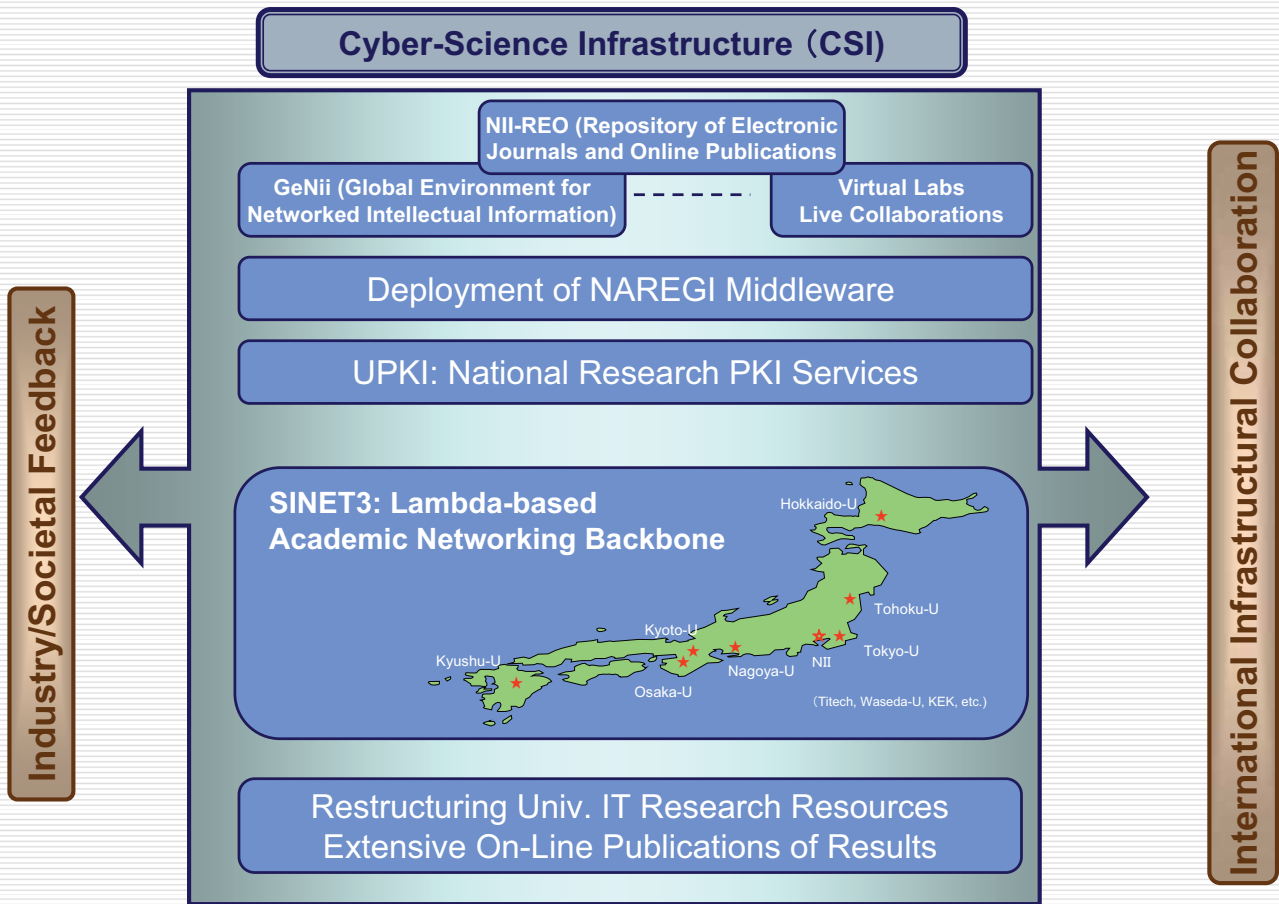 Cyber-Science Infrastructure（CSI)
NII-REO (Repository of Electronic
Journals and Online Publications
GeNii (Global Environment for
Networked Intellectual Information)
Virtual Labs
Live Collaborations
Deployment of NAREGI Middleware
UPKI: National Research PKI Services
Industry/Societal Feedback
International Infrastructural Collaboration
SINET3: Lambda-based
Academic Networking Backbone
Hokkaido-U
Tohoku-U
Kyoto-U
Tokyo-U
NII
Kyushu-U
Nagoya-U
Osaka-U
（Titech, Waseda-U, KEK, etc.)
Restructuring Univ. IT Research Resources
Extensive On-Line Publications of Results